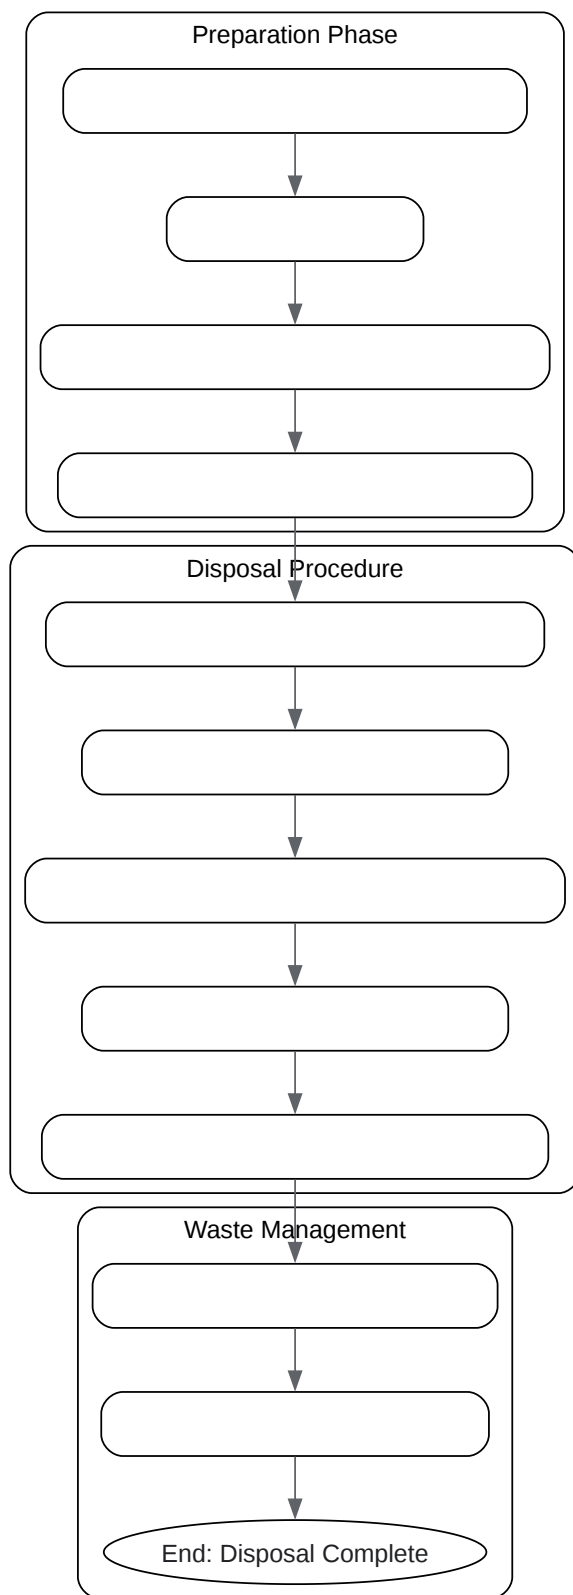 Preparation Phase
Disposal Procedure
Waste Management
End: Disposal Complete